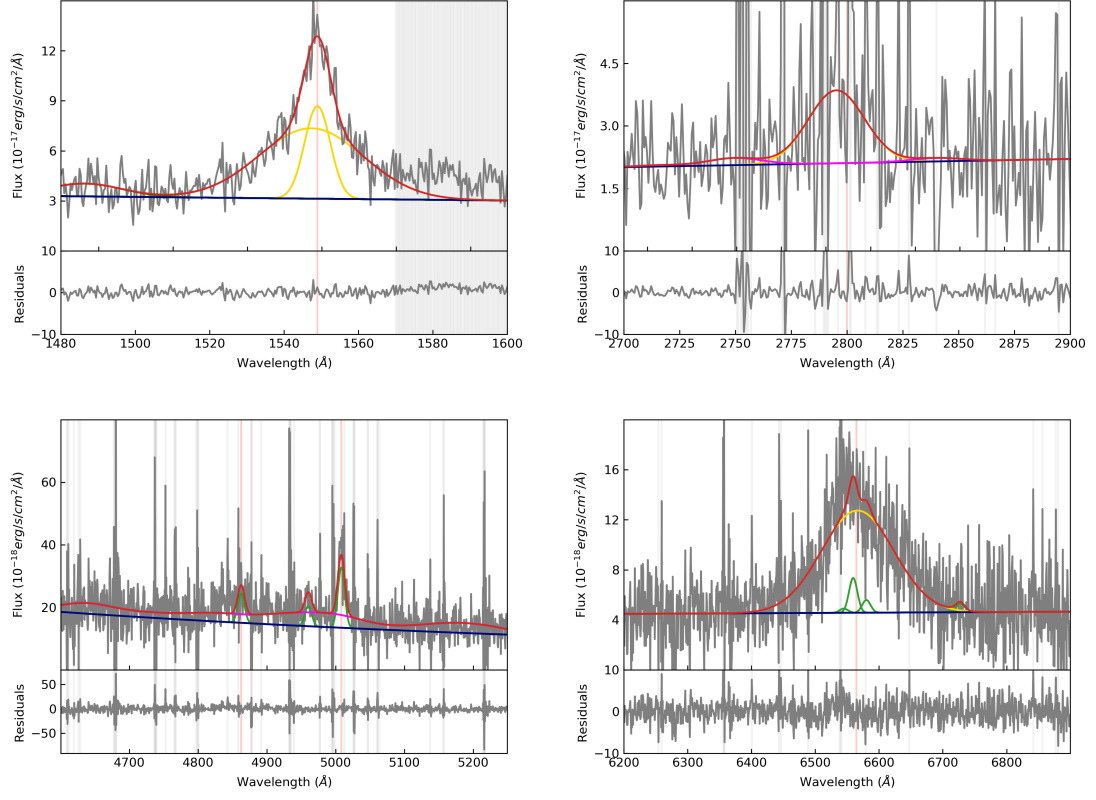 12
9
6
3
Flux (10⁻¹⁷erg/s/cm²/Å)
10
0
−10
Residuals
1480 1500 1520 1540 1560 1580 1600
Wavelength (Å)
4.5
3.0
1.5
Flux (10⁻¹⁷erg/s/cm²/Å)
10
0
−10
Residuals
2700 2725 2750 2775 2800 2825 2850 2875 2900
Wavelength (Å)
60
40
20
Flux (10⁻¹⁸erg/s/cm²/Å)
50
0
−50
Residuals
4700 4800 4900 5000 5100 5200
Wavelength (Å)
16
12
8
4
Flux (10⁻¹⁸erg/s/cm²/Å)
10
0
−10
Residuals
6200 6300 6400 6500 6600 6700 6800
Wavelength (Å)